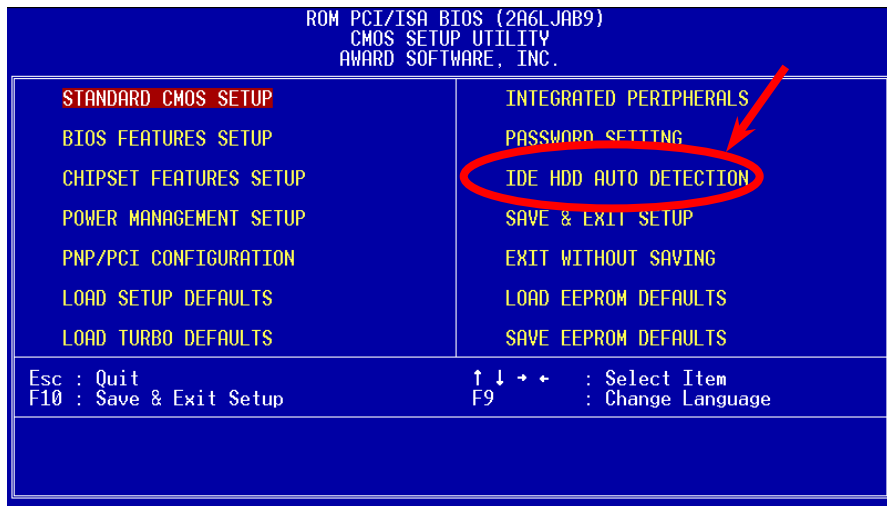 ROM PCI/ISA BIOS (2A6LJAB9)
CMOS SETUP UTILITY
AWARD SOFTWARE, INC.
STANDARD CMOS SETUP
BIOS FEATURES SETUP
CHIPSET FEATURES SETUP
POWER MANAGEMENT SETUP
PNP/PCI CONFIGURATION
LOAD SETUP DEFAULTS
LOAD TURBO DEFAULTS
INTEGRATED PERIPHERALS
PASSWORD SETTING
IDE HDD AUTO DETECTION
SAVE & EXIT SETUP
EXIT WITHOUT SAVING
LOAD EEPROM DEFAULTS
SAVE EEPROM DEFAULTS
Esc : Quit
F10 : Save & Exit Setup
↑ ↓ → ← : Select Item
F9 : Change Language